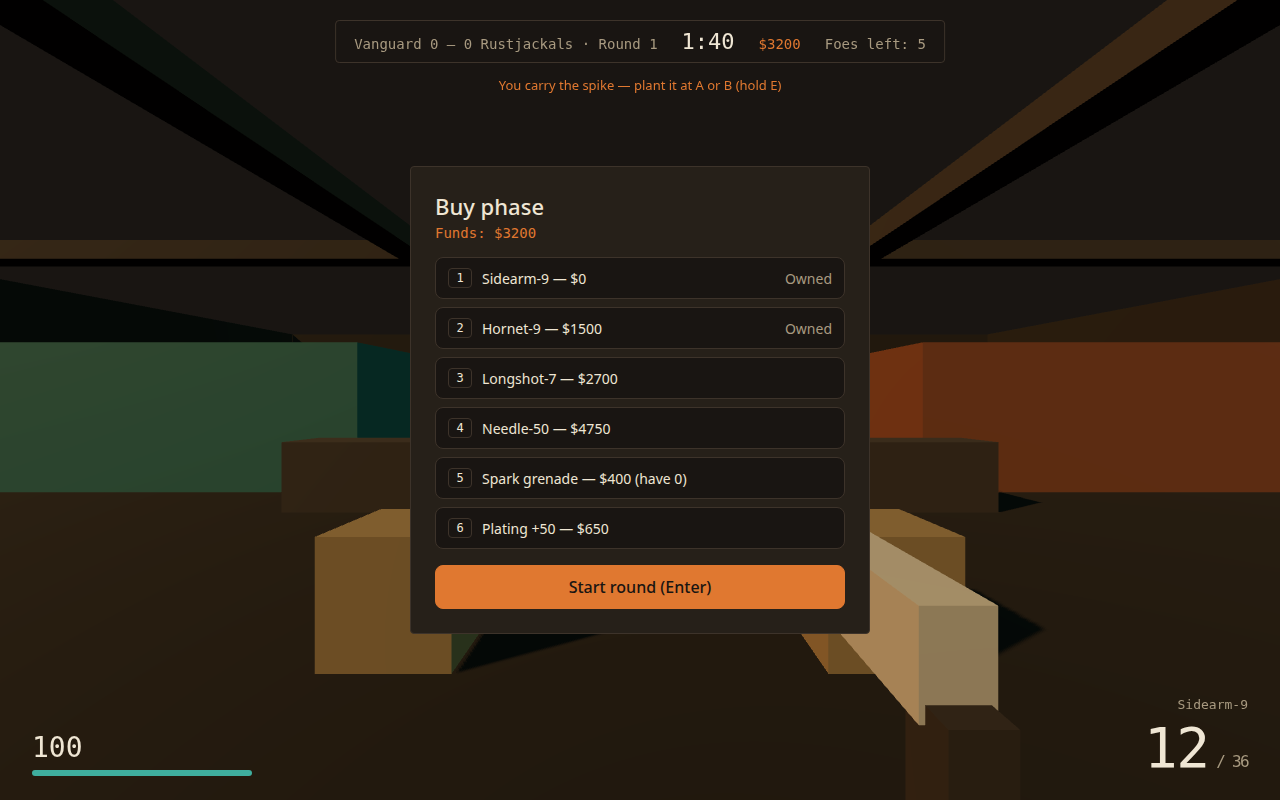 Vanguard 0 — 0 Rustjackals · Round 1 1:40 $3200 Foes left: 5
You carry the spike — plant it at A or B (hold E)
Buy phase
Funds: $3200
1 Sidearm-9 — $0 Owned
2 Hornet-9 — $1500 Owned
3 Longshot-7 — $2700
4 Needle-50 — $4750
5 Spark grenade — $400 (have 0)
6 Plating +50 — $650
Start round (Enter)
Sidearm-9
100
12 / 36